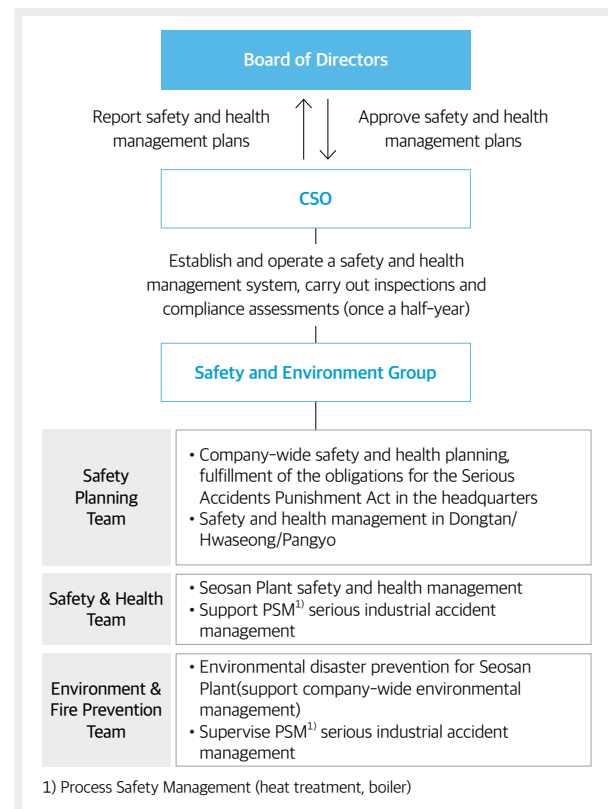 Board of Directors
Report safety and health
management plans
Approve safety and health
management plans
CSO
Establish and operate a safety and health
management system, carry out inspections and
compliance assessments (once a half-year)
Safety and Environment Group
Safety
Planning
Team
• Company-wide safety and health planning,
fulfillment of the obligations for the Serious
Accidents Punishment Act in the headquarters
• Safety and health management in Dongtan/
Hwaseong/Pangyo
Safety & Health
Team
• Seosan Plant safety and health management
• Support PSM1) serious industrial accident
management
Environment &
Fire Prevention
Team
• Environmental disaster prevention for Seosan
Plant(support company-wide environmental
management)
• Supervise PSM1) serious industrial accident
management
1) Process Safety Management (heat treatment, boiler)